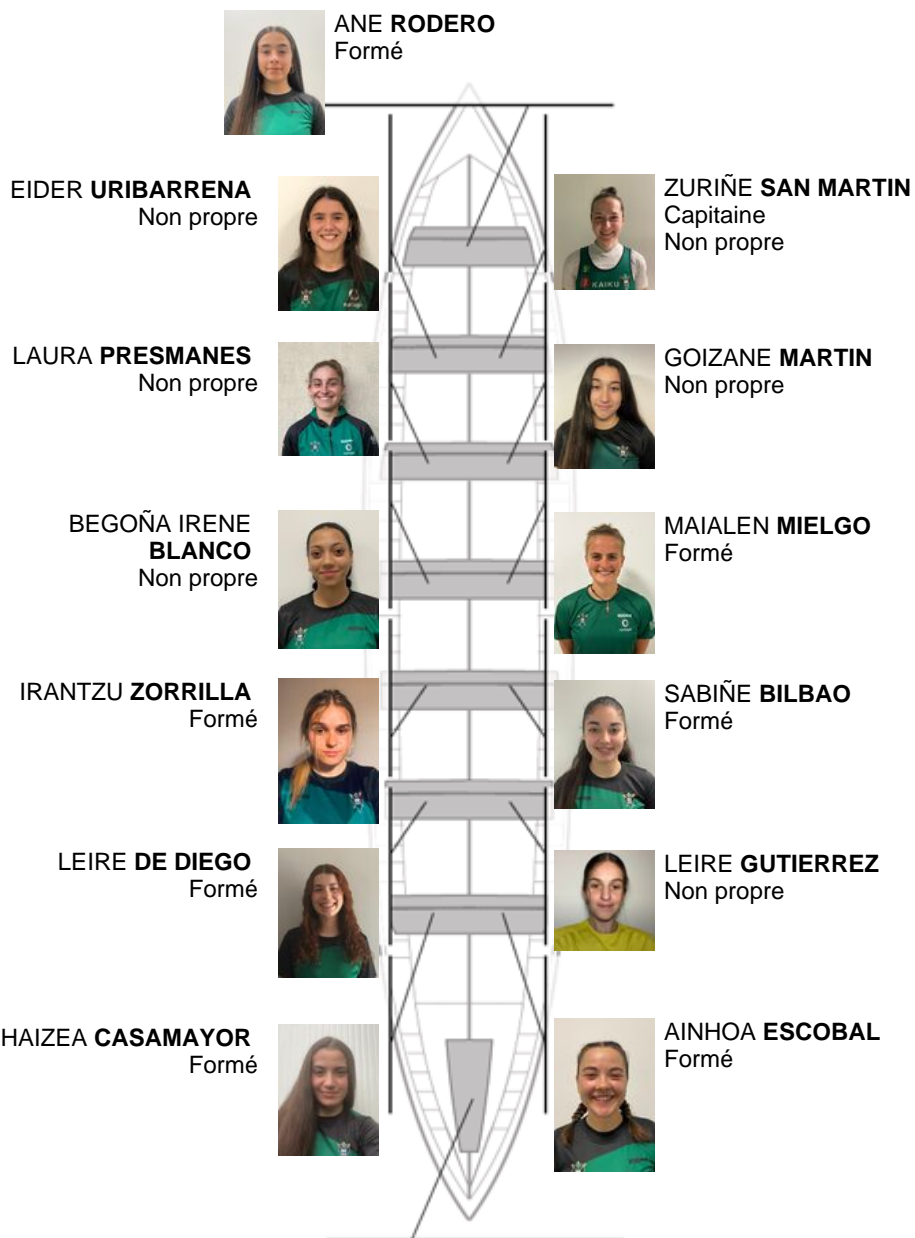 ANE RODERO
Formé
EIDER URIBARRENA
Non propre
ZURIÑE SAN MARTIN
Capitaine
Non propre
KAIKU
LAURA PRESMANES
Non propre
GOIZANE MARTIN
Non propre
BEGOÑA IRENE
BLANCO
Non propre
MAIALEN MIELGO
Formé
IRANTZU ZORRILLA
Formé
SABIÑE BILBAO
Formé
LEIRE DE DIEGO
Formé
LEIRE GUTIERREZ
Non propre
HAIZEA CASAMAYOR
Formé
AINHOA ESCOBAL
Formé